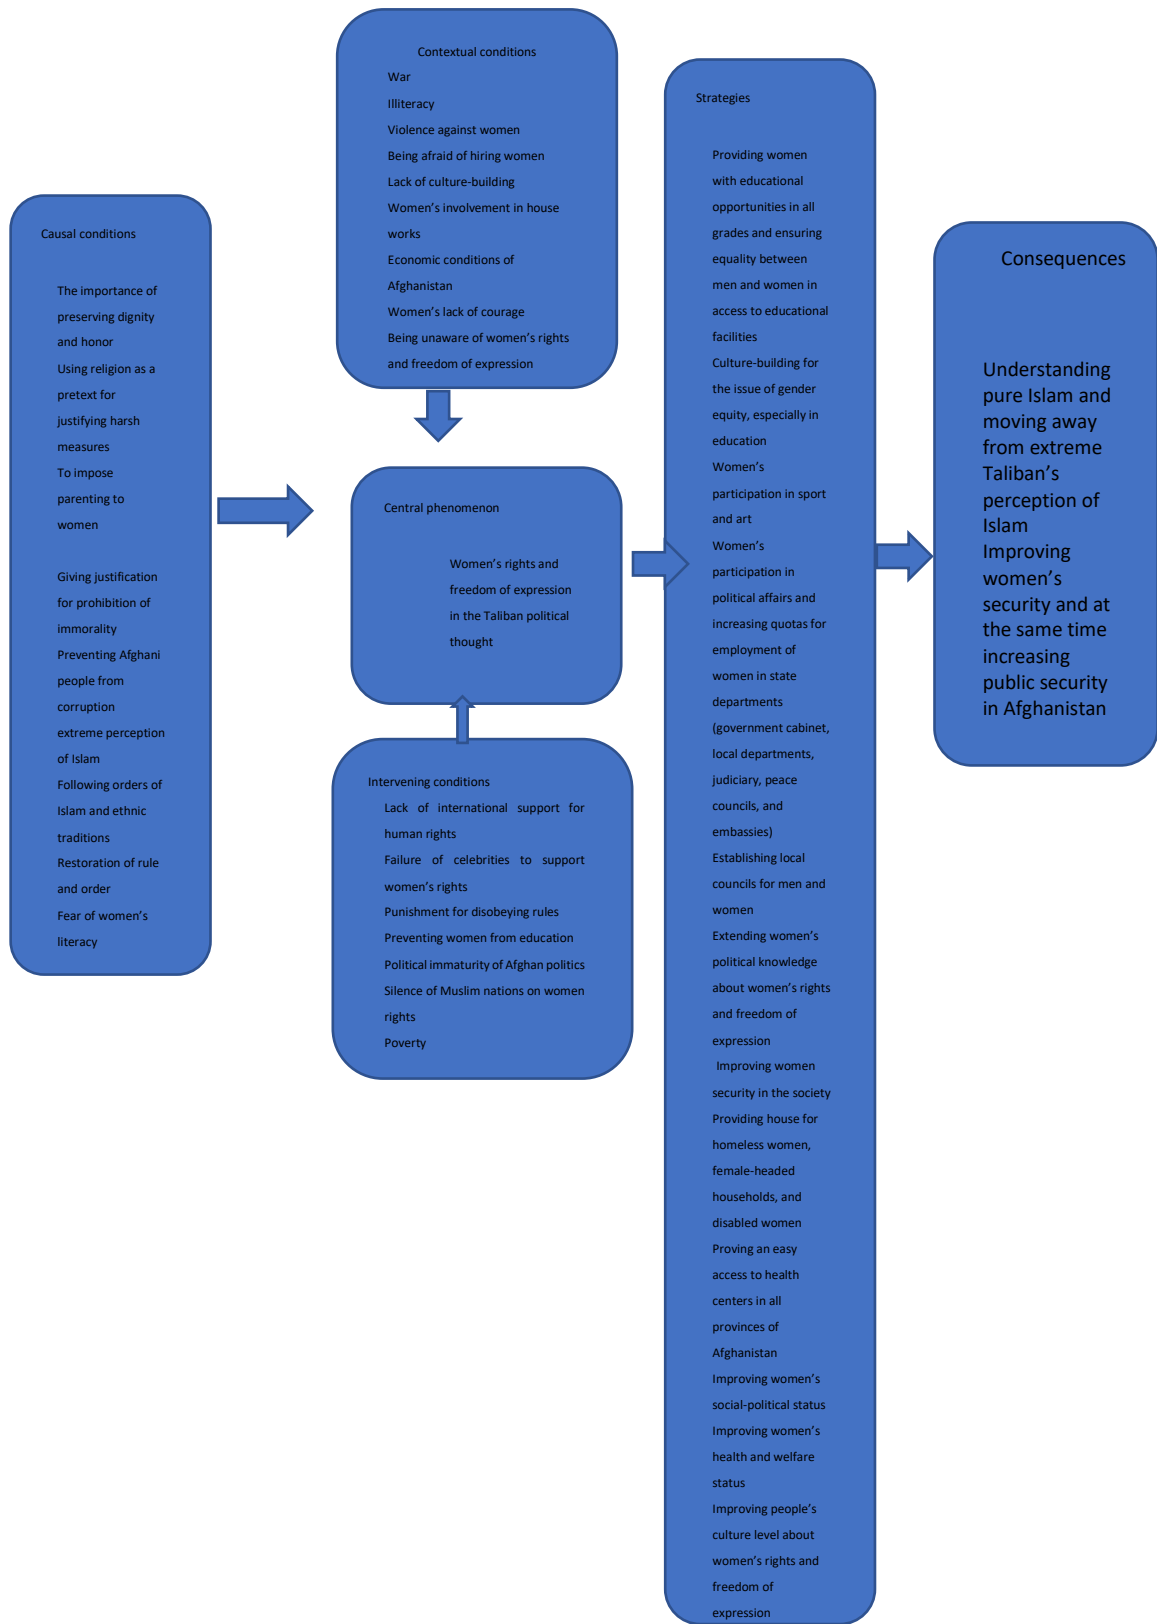 Contextual conditions
War
Illiteracy
Violence against women
Being afraid of hiring women
Lack of culture-building
Women's involvement in house
works
Economic conditions of
Afghanistan
Women's lack of courage
Being unaware of women's rights
and freedom of expression
Causal conditions
The importance of
preserving dignity
and honor
Using religion as a
pretext for
justifying harsh
measures
To impose
parenting to
women
Giving justification
for prohibition of
immorality
Preventing Afghani
people from
corruption
extreme perception
of Islam
Following orders of
Islam and ethnic
traditions
Restoration of rule
and order
Fear of women's
literacy
Central phenomenon
Women's rights and
freedom of expression
in the Taliban political
thought
Intervening conditions
Lack of international support for
human rights
Failure of celebrities to support
women's rights
Punishment for disobeying rules
Preventing women from education
Political immaturity of Afghan politics
Silence of Muslim nations on women
rights
Poverty
Strategies
Providing women
with educational
opportunities in all
grades and ensuring
equality between
men and women in
access to educational
facilities
Culture-building for
the issue of gender
equity, especially in
education
Women's
participation in sport
and art
Women's
participation in
political affairs and
increasing quotas for
employment of
women in state
departments
(government cabinet,
local departments,
judiciary, peace
councils, and
embassies)
Establishing local
councils for men and
women
Extending women's
political knowledge
about women's rights
and freedom of
expression
Improving women
security in the society
Providing house for
homeless women,
female-headed
households, and
disabled women
Proving an easy
access to health
centers in all
provinces of
Afghanistan
Improving women's
social-political status
Improving women's
health and welfare
status
Improving people's
culture level about
women's rights and
freedom of
expression
Consequences
Understanding
pure Islam and
moving away
from extreme
Taliban's
perception of
Islam
Improving
women's
security and at
the same time
increasing
public security
in Afghanistan